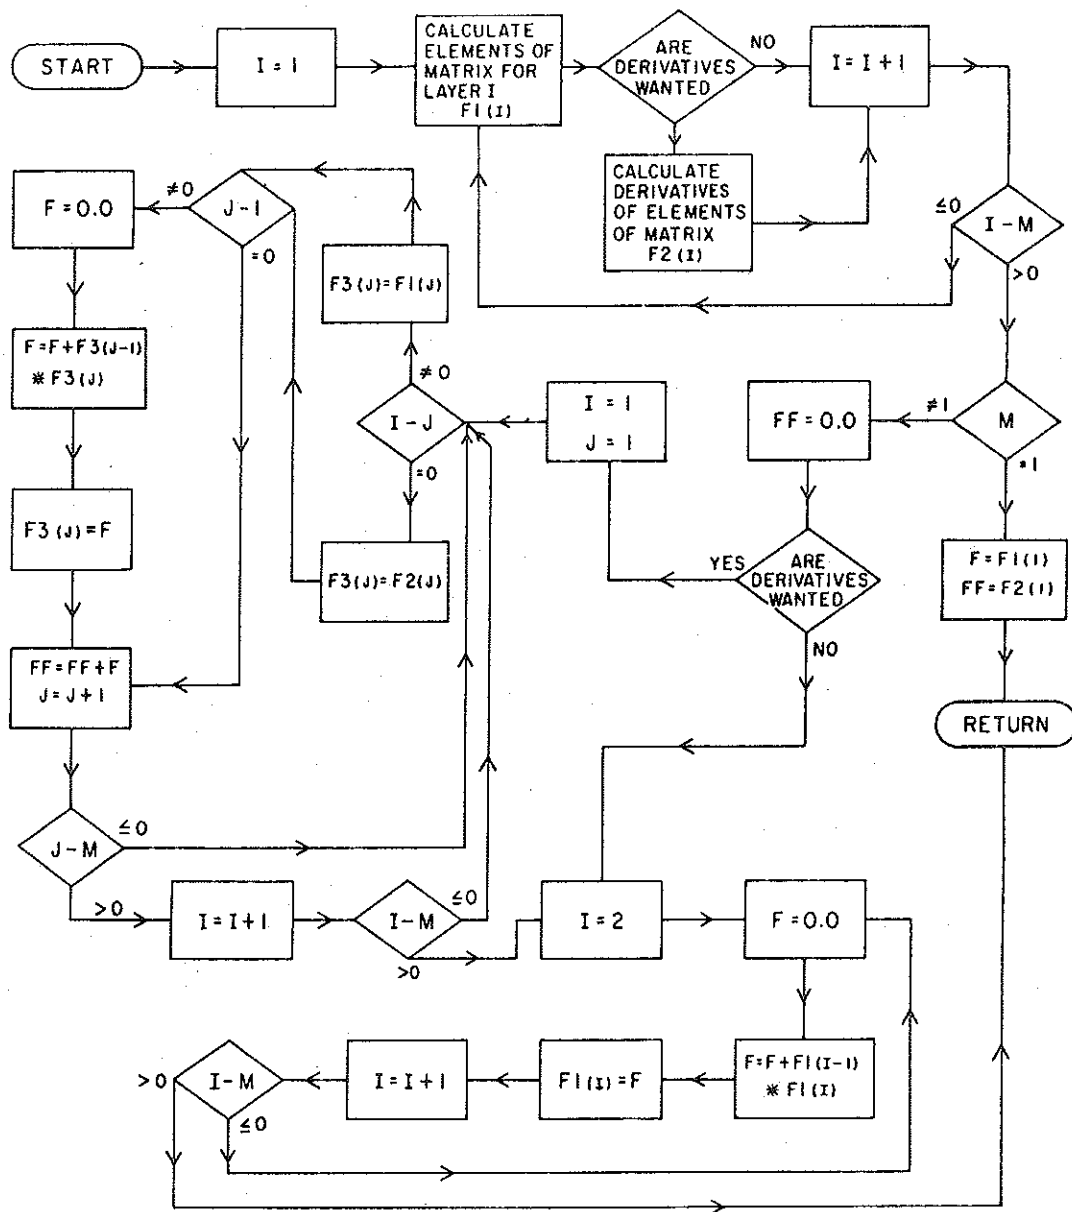 START
I = 1
CALCULATE
ELEMENTS OF
MATRIX FOR
LAYER I
F1(I)
ARE
DERIVATIVES
WANTED
NO
I = I + 1
CALCULATE
DERIVATIVES
OF ELEMENTS
OF MATRIX
F2(I)
≤0
I - M
>0
F = 0.0
≠0
J - 1
=0
F3(J)=F1(J)
F=F+F3(J-1)
* F3(J)
≠0
I - J
=0
I = 1
J = 1
FF = 0.0
≠1
M
=1
F3(J)=F
F3(J)=F2(J)
YES
ARE
DERIVATIVES
WANTED
NO
F=F1(1)
FF=F2(1)
FF=FF+F
J=J+1
RETURN
J - M
≤0
>0
I = I+1
I - M
≤0
>0
I = 2
F = 0.0
>0
I - M
≤0
I = I+1
F1(I)=F
F=F+F1(I-1)
* F1(I)